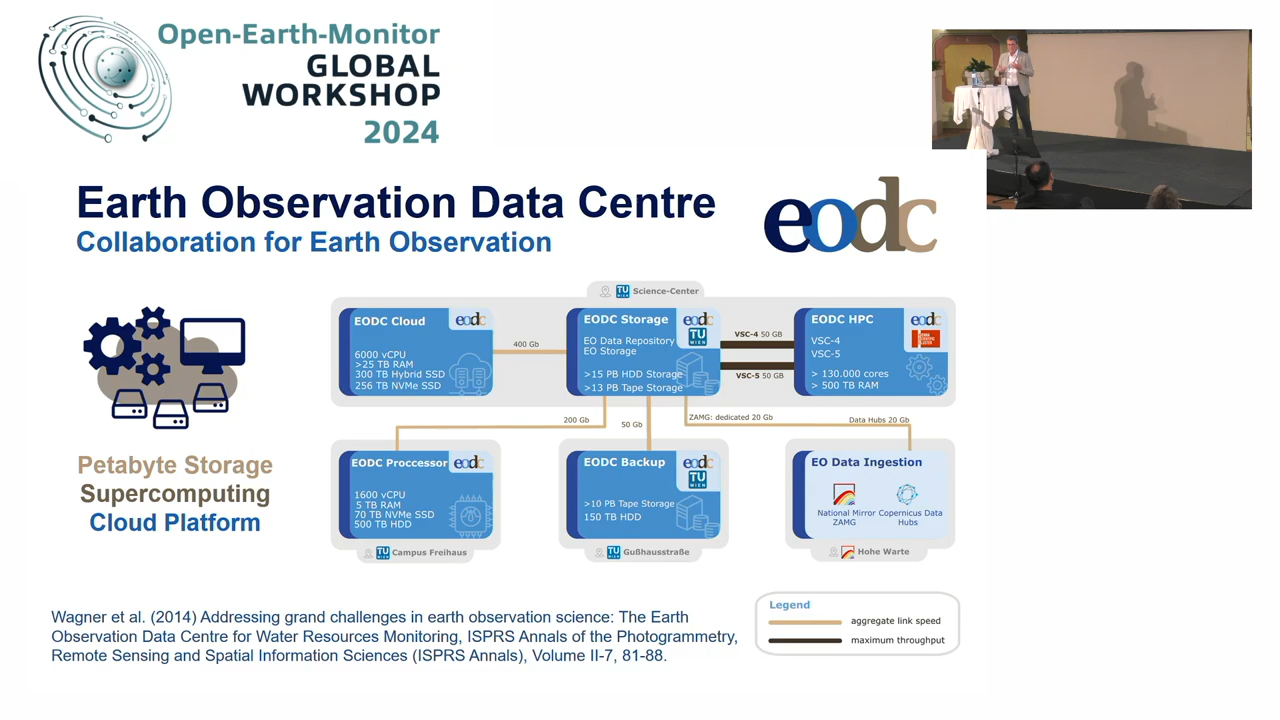 Open-Earth-Monitor
GLOBAL
WORKSHOP
2024
Earth Observation Data Centre
Collaboration for Earth Observation
eodc
Petabyte Storage
Supercomputing
Cloud Platform
TU WIEN Science-Center
EODC Cloud eodc
6000 vCPU
>25 TB RAM
300 TB Hybrid SSD
256 TB NVMe SSD
400 Gb
EODC Storage eodc
TU WIEN
EO Data Repository
EO Storage
>15 PB HDD Storage
>13 PB Tape Storage
VSC-4 50 GB
VSC-5 50 GB
EODC HPC eodc
VSC-4
VSC-5
> 130.000 cores
> 500 TB RAM
200 Gb
50 Gb
ZAMG: dedicated 20 Gb
Data Hubs 20 Gb
EODC Proccessor eodc
1600 vCPU
5 TB RAM
70 TB NVMe SSD
500 TB HDD
TU WIEN Campus Freihaus
EODC Backup eodc
TU WIEN
>10 PB Tape Storage
150 TB HDD
TU WIEN Gußhausstraße
EO Data Ingestion
National Mirror
ZAMG
Copernicus Data
Hubs
Hohe Warte
Wagner et al. (2014) Addressing grand challenges in earth observation science: The Earth
Observation Data Centre for Water Resources Monitoring, ISPRS Annals of the Photogrammetry,
Remote Sensing and Spatial Information Sciences (ISPRS Annals), Volume II-7, 81-88.
Legend
aggregate link speed
maximum throughput